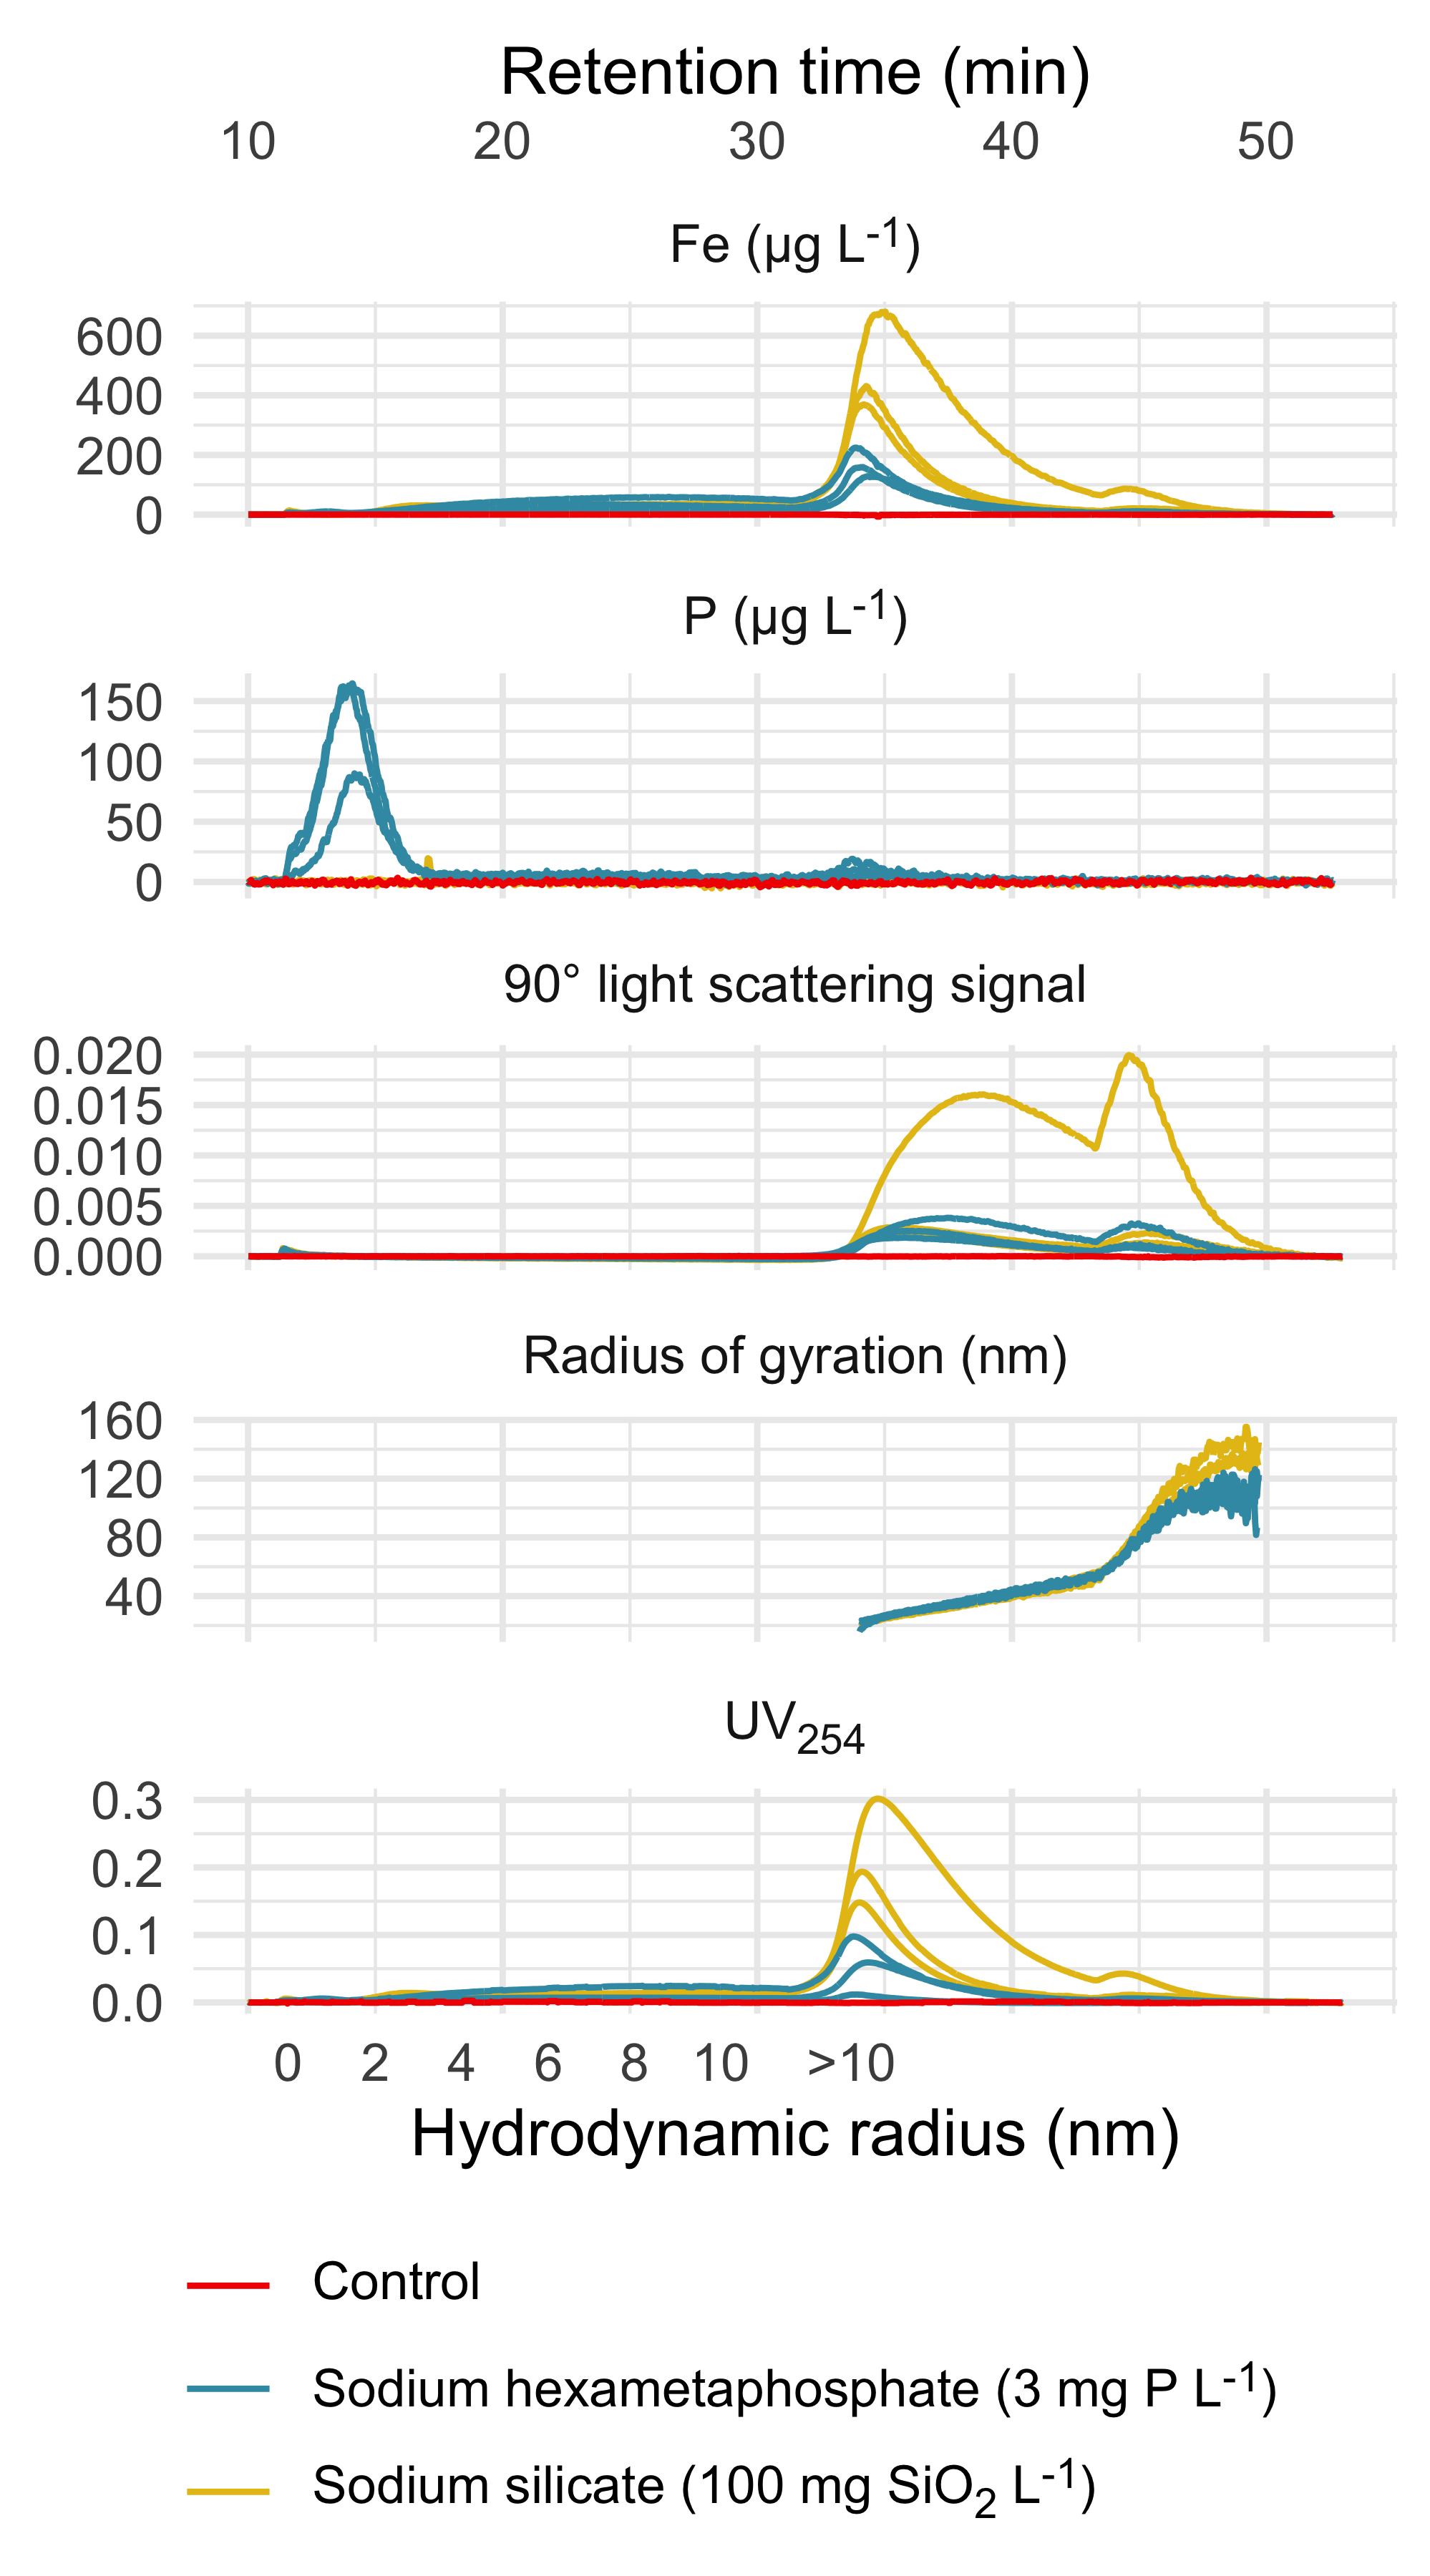 Retention time (min)
10 20 30 40 50
Fe (µg L-1)
600
400
200
0
P (µg L-1)
150
100
50
0
90° light scattering signal
0.020
0.015
0.010
0.005
0.000
Radius of gyration (nm)
160
120
80
40
UV254
0.3
0.2
0.1
0.0
0 2 4 6 8 10 >10
Hydrodynamic radius (nm)
Control
Sodium hexametaphosphate (3 mg P L-1)
Sodium silicate (100 mg SiO2 L-1)